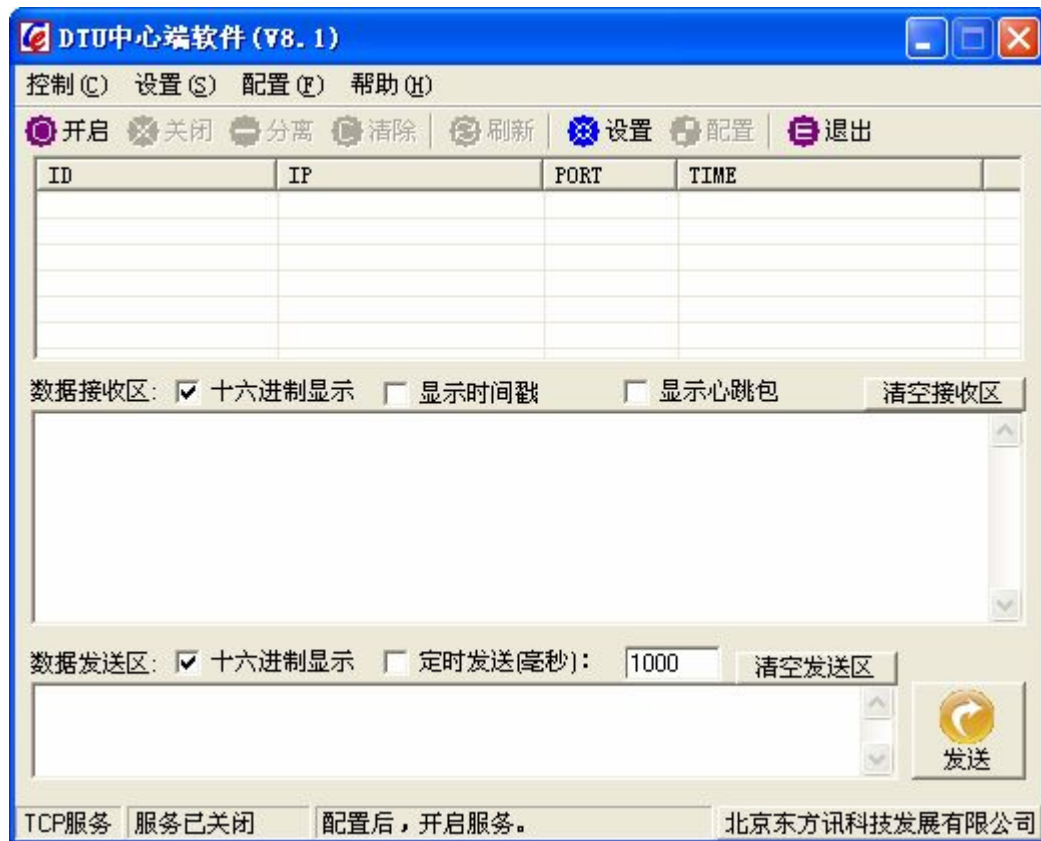 DTU中心端软件(V8.1)
控制(C) 设置(S) 配置(F) 帮助(H)
开启 关闭 分离 清除 刷新 设置 配置 退出
ID IP PORT TIME
数据接收区: 十六进制显示 显示时间戳 显示心跳包 清空接收区
数据发送区: 十六进制显示 定时发送(毫秒): 1000 清空发送区
发送
TCP服务 服务已关闭 配置后，开启服务。 北京东方讯科技发展有限公司